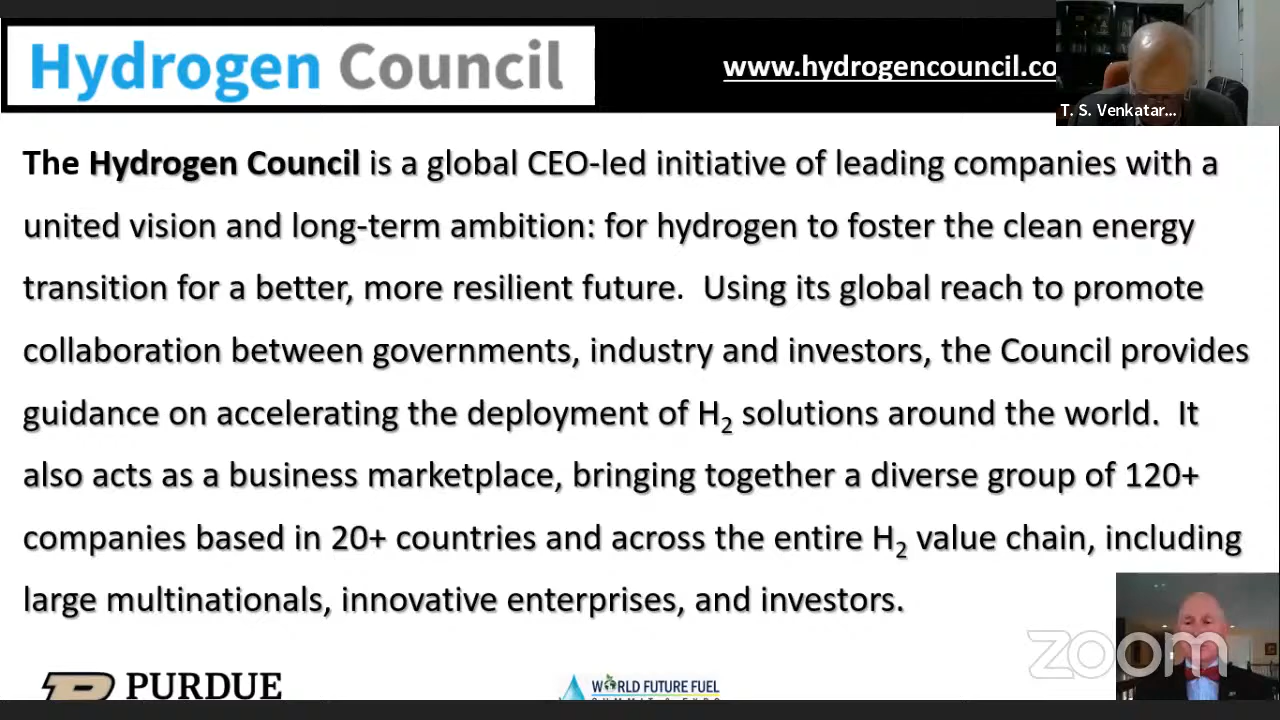 Hydrogen Council
www.hydrogencouncil.co
T. S. Venkatar...
The Hydrogen Council is a global CEO-led initiative of leading companies with a
united vision and long-term ambition: for hydrogen to foster the clean energy
transition for a better, more resilient future. Using its global reach to promote
collaboration between governments, industry and investors, the Council provides
guidance on accelerating the deployment of H₂ solutions around the world. It
also acts as a business marketplace, bringing together a diverse group of 120+
companies based in 20+ countries and across the entire H₂ value chain, including
large multinationals, innovative enterprises, and investors.
zoom
PURDUE
WORLD FUTURE FUEL